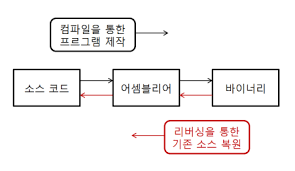 컴파일을 통한
프로그램 제작
소스 코드
어셈블리어
바이너리
리버싱을 통한
기존 소스 복원